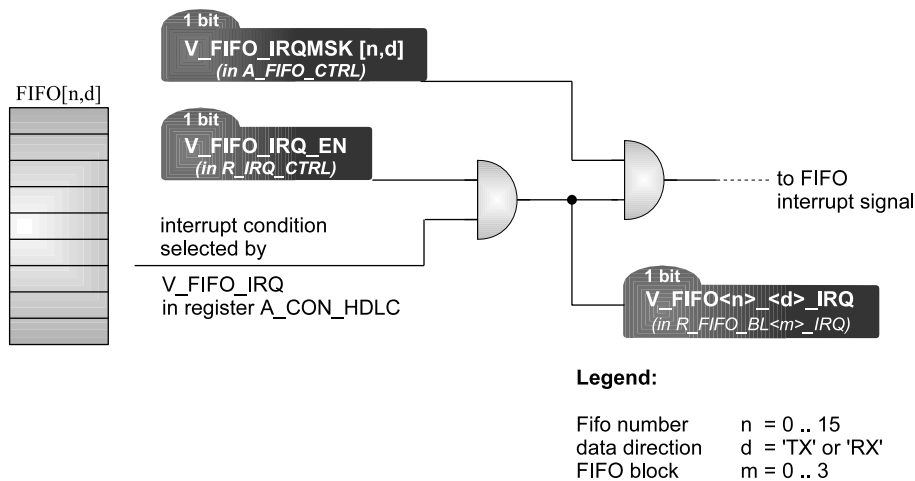 1 bit
V_FIFO_IRQMSK [n,d]
(in A_FIFO_CTRL)
FIFO[n,d]
1 bit
V_FIFO_IRQ_EN
(in R_IRQ_CTRL)
to FIFO
interrupt signal
interrupt condition
selected by
V_FIFO_IRQ
in register A_CON_HDLC
1 bit
V_FIFO<n>_<d>_IRQ
(in R_FIFO_BL<m>_IRQ)
Legend:
Fifo number n = 0 .. 15
data direction d = 'TX' or 'RX'
FIFO block m = 0 .. 3